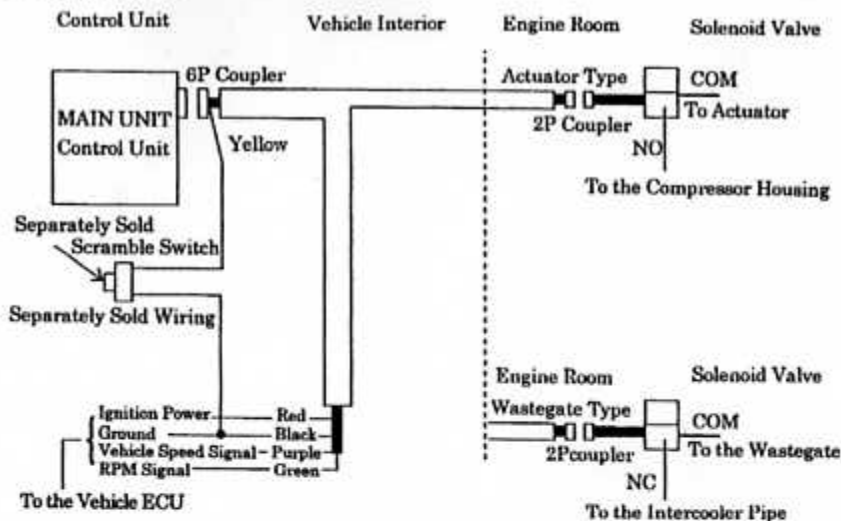 Control Unit
Vehicle Interior
Engine Room
Solenoid Valve
6P Coupler
Actuator Type
COM
MAIN UNIT
Control Unit
To Actuator
2P Coupler
Yellow
NO
To the Compressor Housing
Separately Sold
Scramble Switch
Separately Sold Wiring
Engine Room
Solenoid Valve
Ignition Power
Red
Wastegate Type
COM
Ground
Black
Vehicle Speed Signal
Purple
To the Wastegate
2Pcoupler
RPM Signal
Green
NC
To the Vehicle ECU
To the Intercooler Pipe